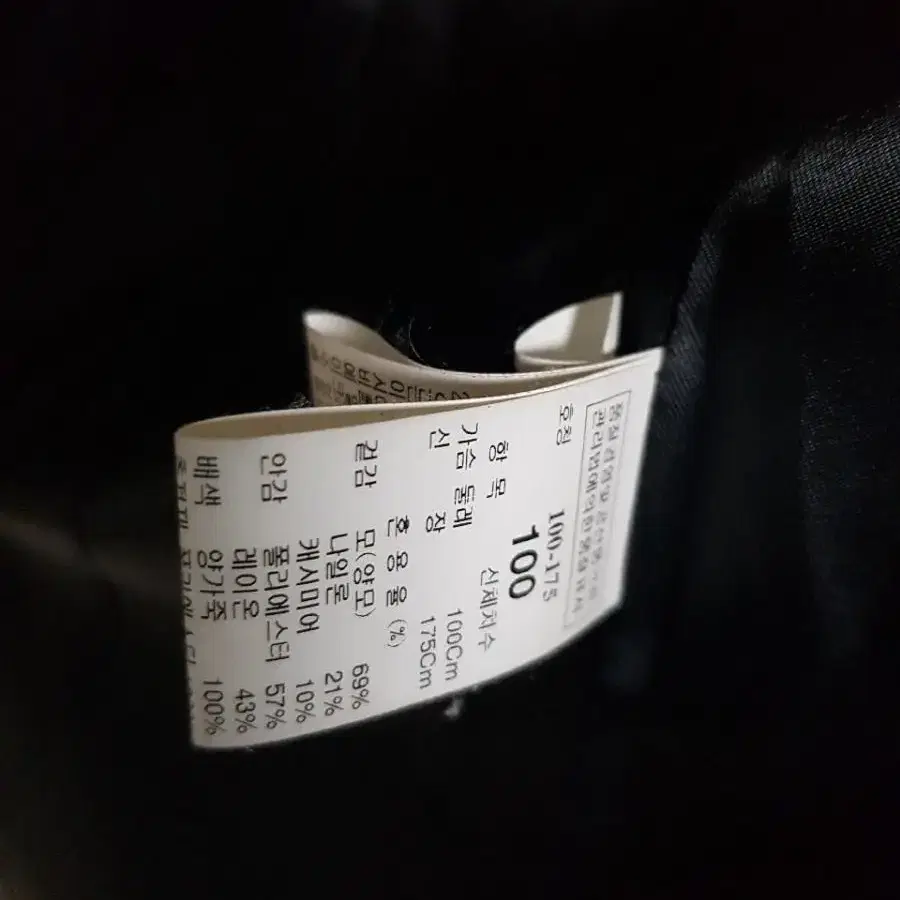 품질경영및공산품안전
관리법에의한품질표시
호칭 100-175
100
항 목 신체치수
가슴 둘레 100Cm
신 장 175Cm
혼 용 율 (%)
겉감 모(양모) 69%
나일론 21%
캐시미어 10%
안감 폴리에스터 57%
레이온 43%
배색 양가죽 100%